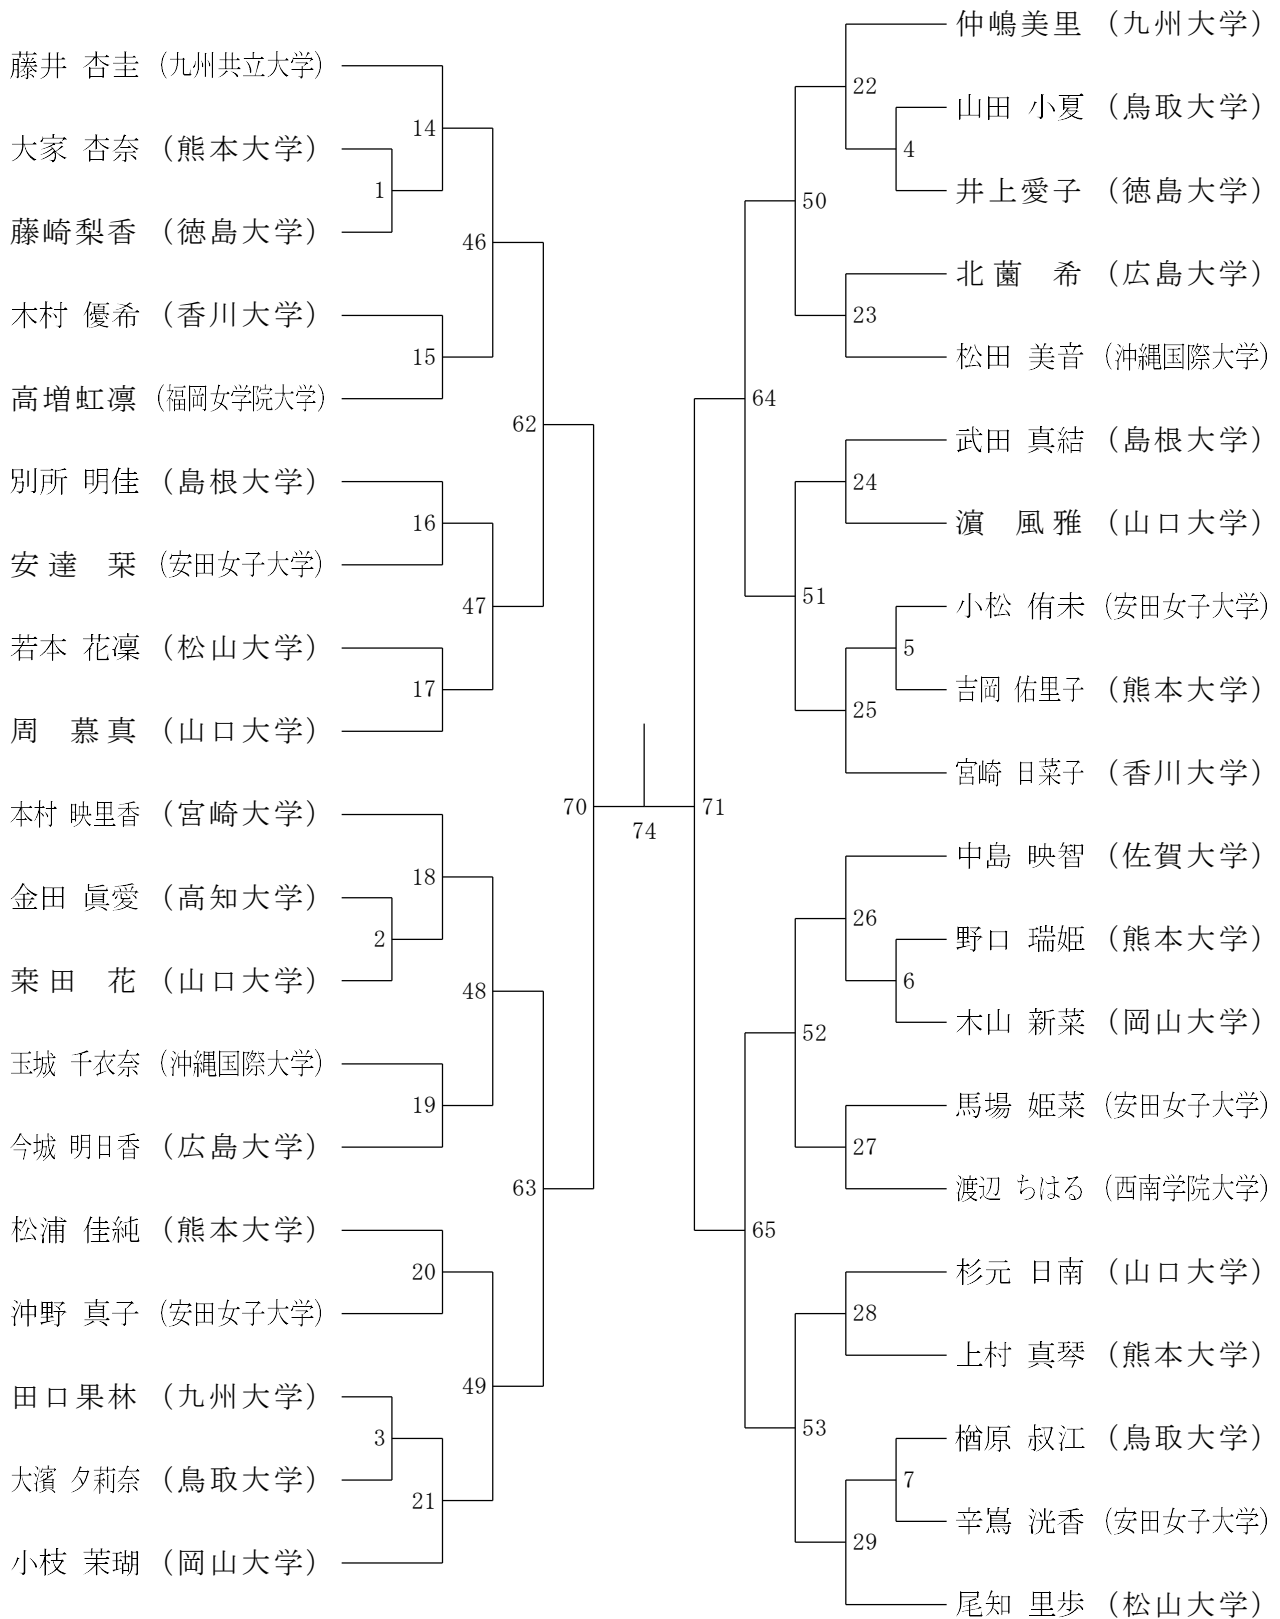 藤井 杏圭 (九州共立大学)
大家 杏奈 (熊本大学)
藤崎梨香 (徳島大学)
木村 優希 (香川大学)
高増虹凛 (福岡女学院大学)
別所 明佳 (島根大学)
安達 栞 (安田女子大学)
若本 花凜 (松山大学)
周 慕真 (山口大学)
本村 映里香 (宮崎大学)
金田 眞愛 (高知大学)
桒田 花 (山口大学)
玉城 千衣奈 (沖縄国際大学)
今城 明日香 (広島大学)
松浦 佳純 (熊本大学)
沖野 真子 (安田女子大学)
田口果林 (九州大学)
大濱 夕莉奈 (鳥取大学)
小枝 茉瑚 (岡山大学)
1
2
3
14
15
16
17
18
19
20
21
46
47
48
49
62
63
70
74
71
64
65
50
51
52
53
22
23
24
25
26
27
28
29
4
5
6
7
仲嶋美里 (九州大学)
山田 小夏 (鳥取大学)
井上愛子 (徳島大学)
北薗 希 (広島大学)
松田 美音 (沖縄国際大学)
武田 真結 (島根大学)
濵 風雅 (山口大学)
小松 侑未 (安田女子大学)
吉岡 佑里子 (熊本大学)
宮崎 日菜子 (香川大学)
中島 映智 (佐賀大学)
野口 瑞姫 (熊本大学)
木山 新菜 (岡山大学)
馬場 姫菜 (安田女子大学)
渡辺 ちはる (西南学院大学)
杉元 日南 (山口大学)
上村 真琴 (熊本大学)
楢原 叔江 (鳥取大学)
辛嶌 洸香 (安田女子大学)
尾知 里歩 (松山大学)